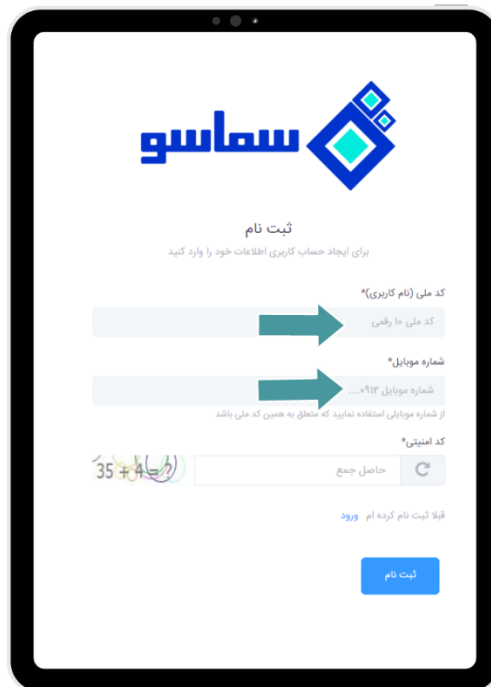 سماسو
ثبت نام
برای ایجاد حساب کاربری اطلاعات خود را وارد کنید
کد ملی (نام کاربری)*
کد ملی ۱۰ رقمی
شماره موبایل*
شماره موبایل ۰۹۱۲....
از شماره موبایلی استفاده نمایید که متعلق به همین کد ملی باشد
کد امنیتی*
حاصل جمع
35 + 4 = ?
قبلا ثبت نام کرده ام ورود
ثبت نام